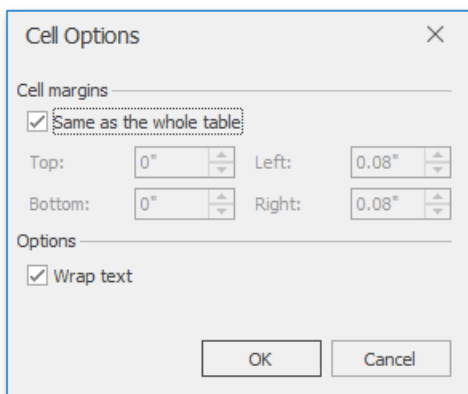 Cell Options
Cell margins
Same as the whole table
Top: 0" Left: 0.08"
Bottom: 0" Right: 0.08"
Options
Wrap text
OK Cancel